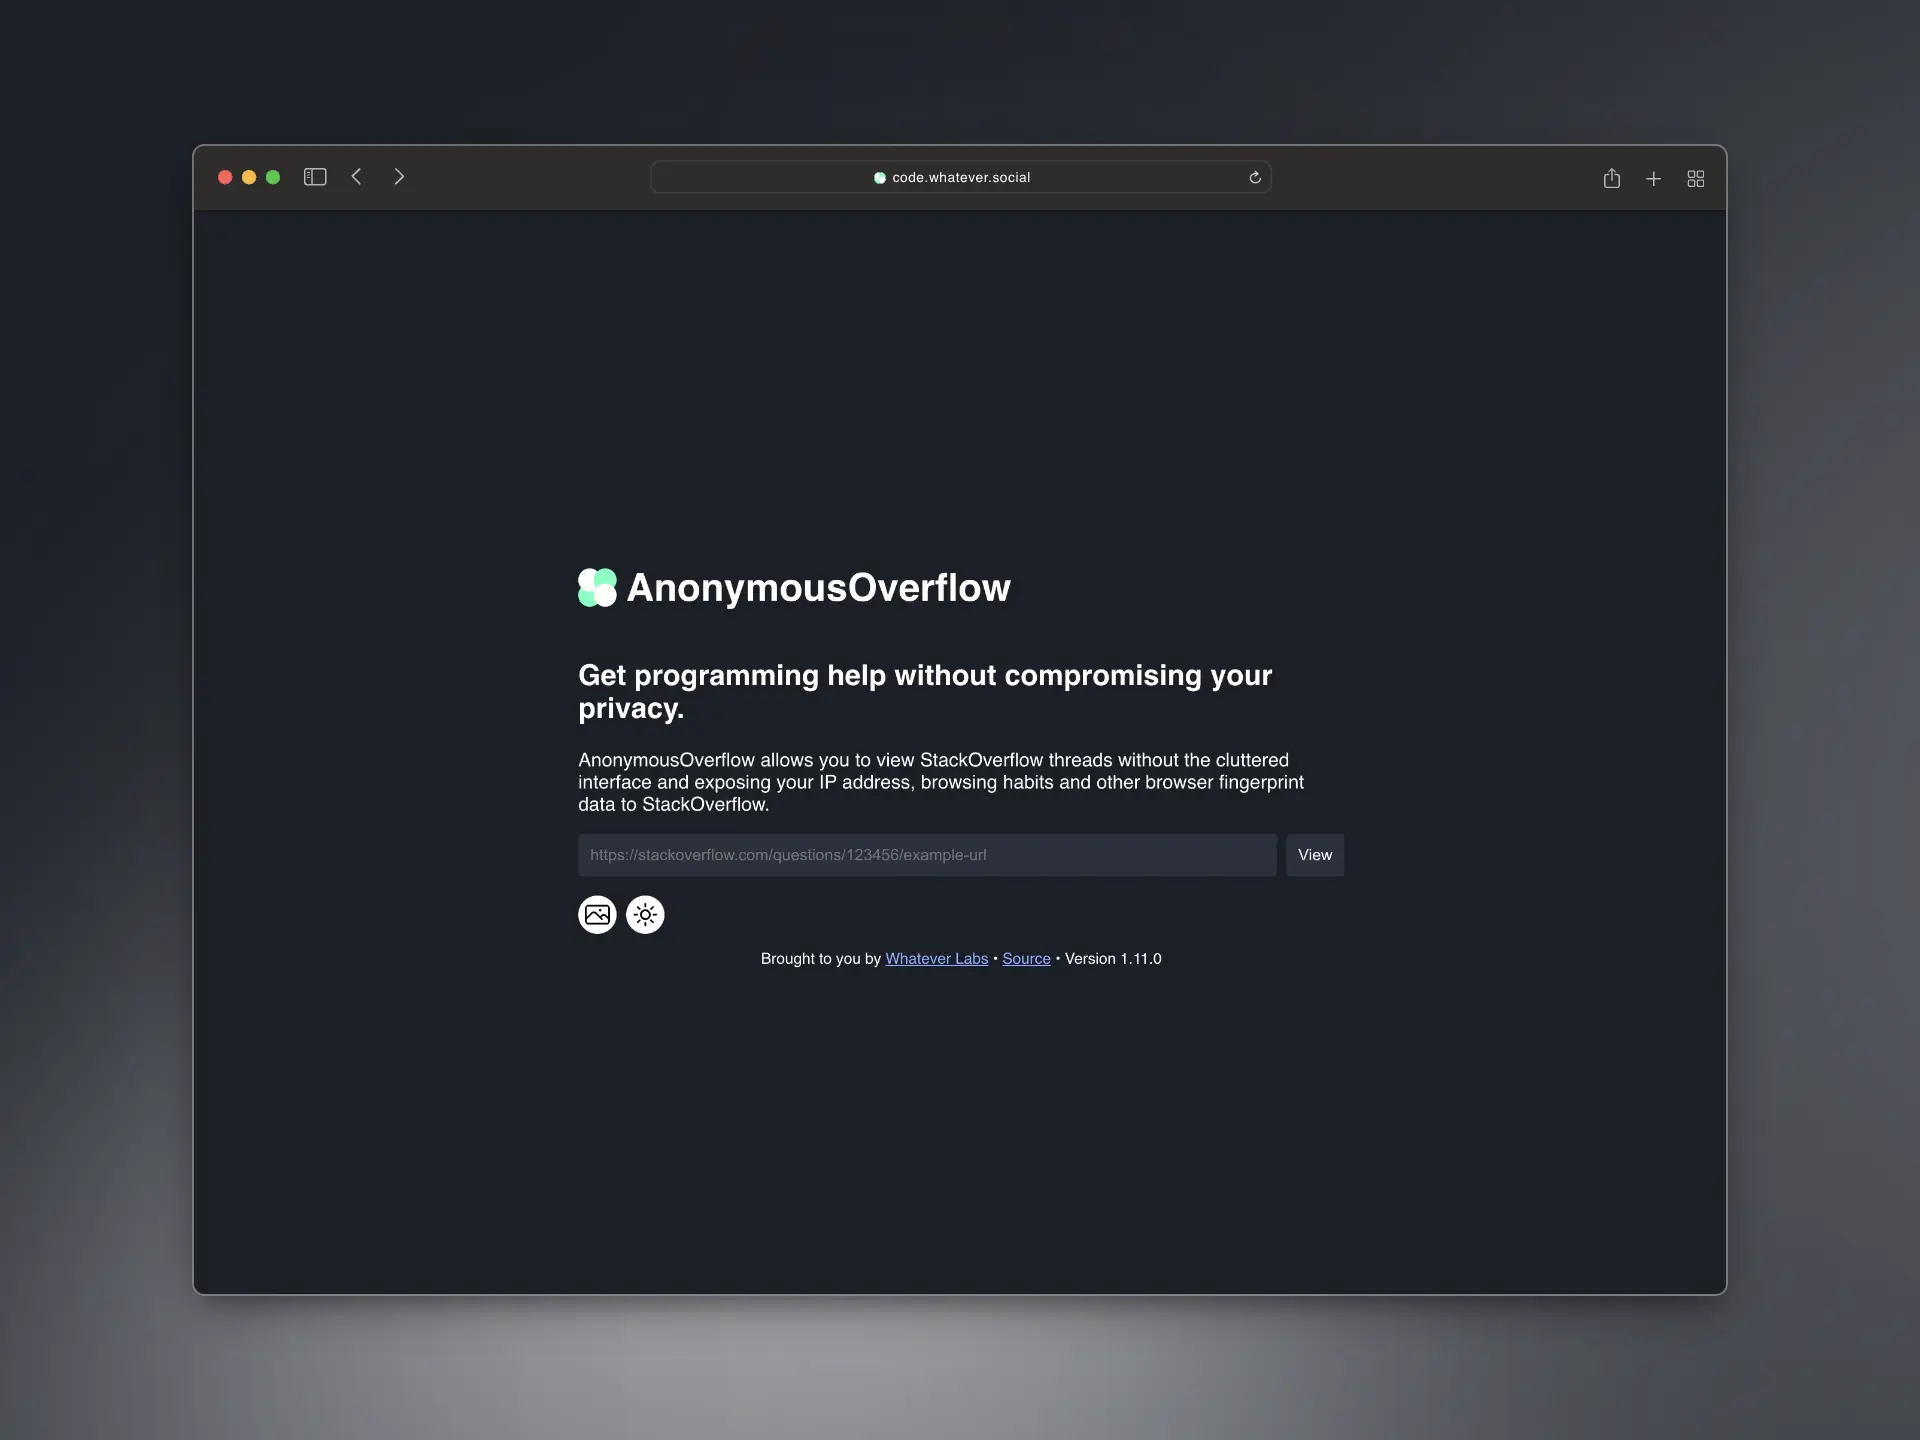 code.whatever.social
AnonymousOverflow
Get programming help without compromising your
privacy.
AnonymousOverflow allows you to view StackOverflow threads without the cluttered
interface and exposing your IP address, browsing habits and other browser fingerprint
data to StackOverflow.
https://stackoverflow.com/questions/123456/example-url
View
Brought to you by Whatever Labs • Source • Version 1.11.0